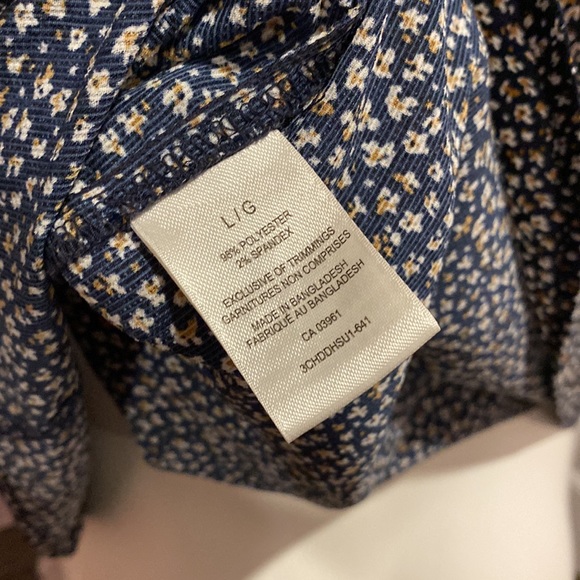 L / G
98% POLYESTER
2% SPANDEX
EXCLUSIVE OF TRIMMINGS
GARNITURES NON COMPRISES
MADE IN BANGLADESH
FABRIQUÉ AU BANGLADESH
CA 03961
3CHDDHSU1-641